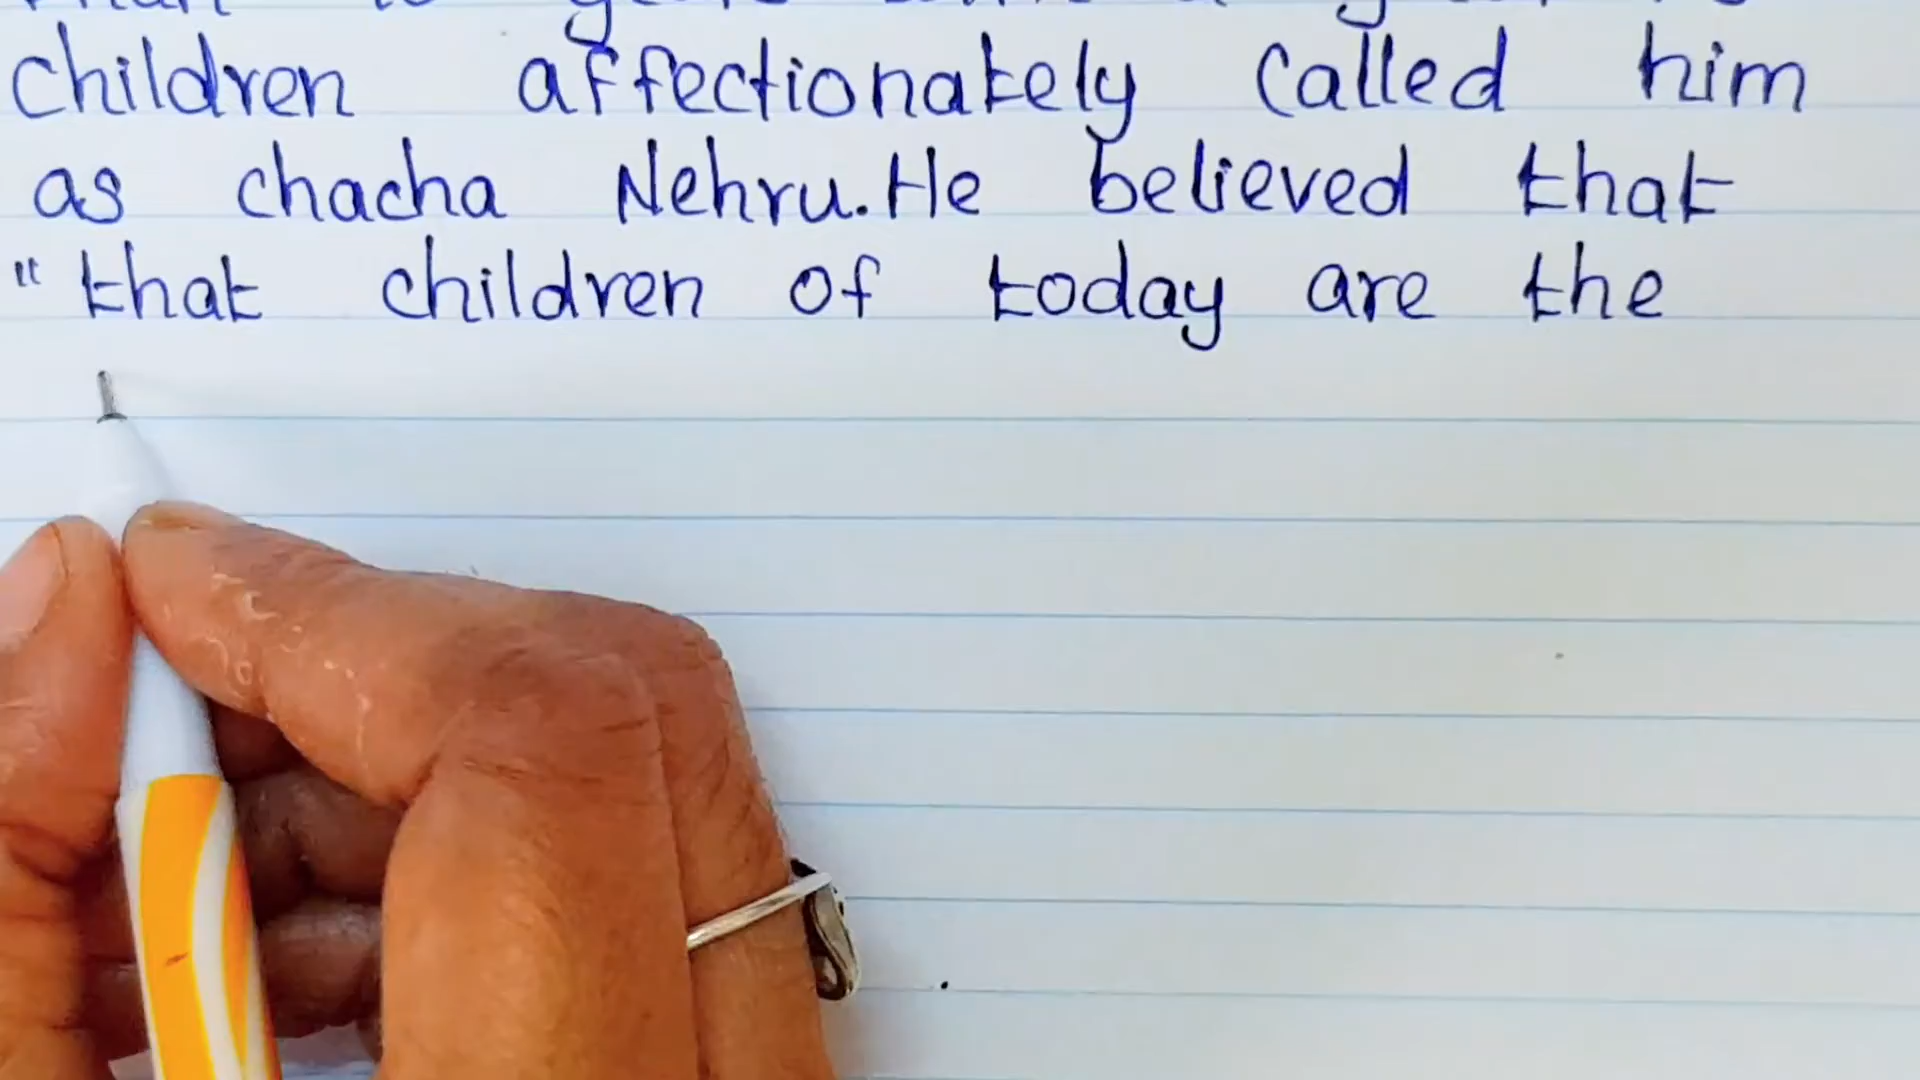 children affectionately called him
as chacha Nehru. He believed that
"that children of today are the